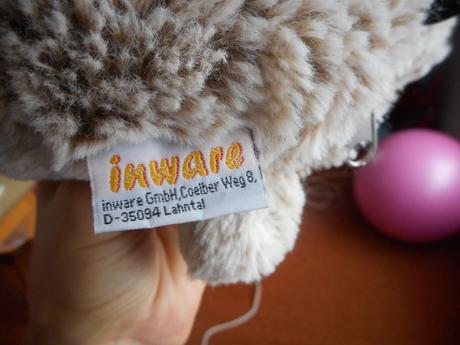 inware
inware GmbH,Coelber Weg 8,
D-35094 Lahntal